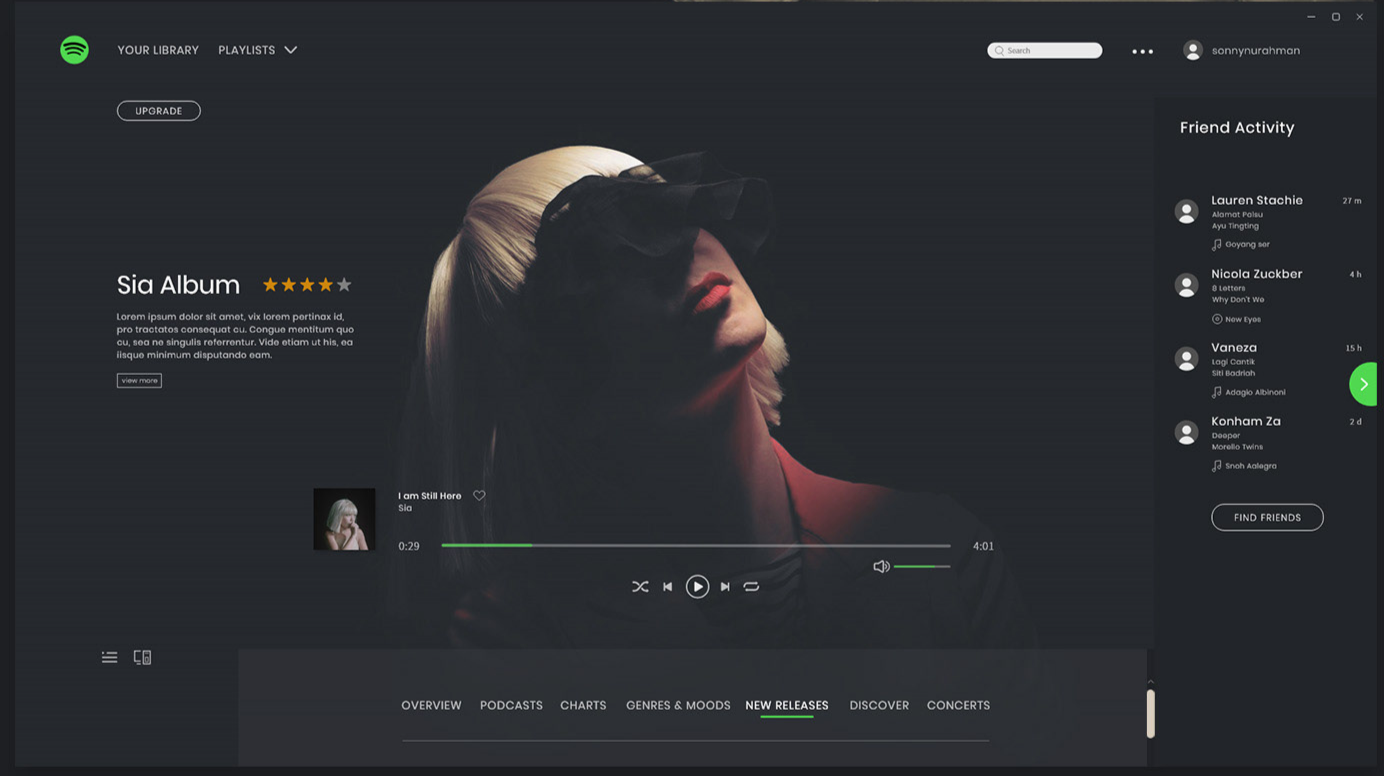 YOUR LIBRARY
PLAYLISTS
Search
sonnynurahman
UPGRADE
Sia Album
Lorem ipsum dolor sit amet, vix lorem pertinax id,
pro tractatos consequat cu. Congue mentitum quo
cu, sea ne singulis referrentur. Vide etiam ut his, ea
iisque minimum disputando eam.
view more
I am Still Here
Sia
0:29
4:01
OVERVIEW
PODCASTS
CHARTS
GENRES & MOODS
NEW RELEASES
DISCOVER
CONCERTS
Friend Activity
Lauren Stachie
27 m
Alamat Palsu
Ayu Tingting
Goyang ser
Nicola Zuckber
4 h
8 Letters
Why Don't We
New Eyes
Vaneza
15 h
Lagi Cantik
Siti Badriah
Adagio Albinoni
Konham Za
2 d
Deeper
Morello Twins
Snoh Aalegra
FIND FRIENDS